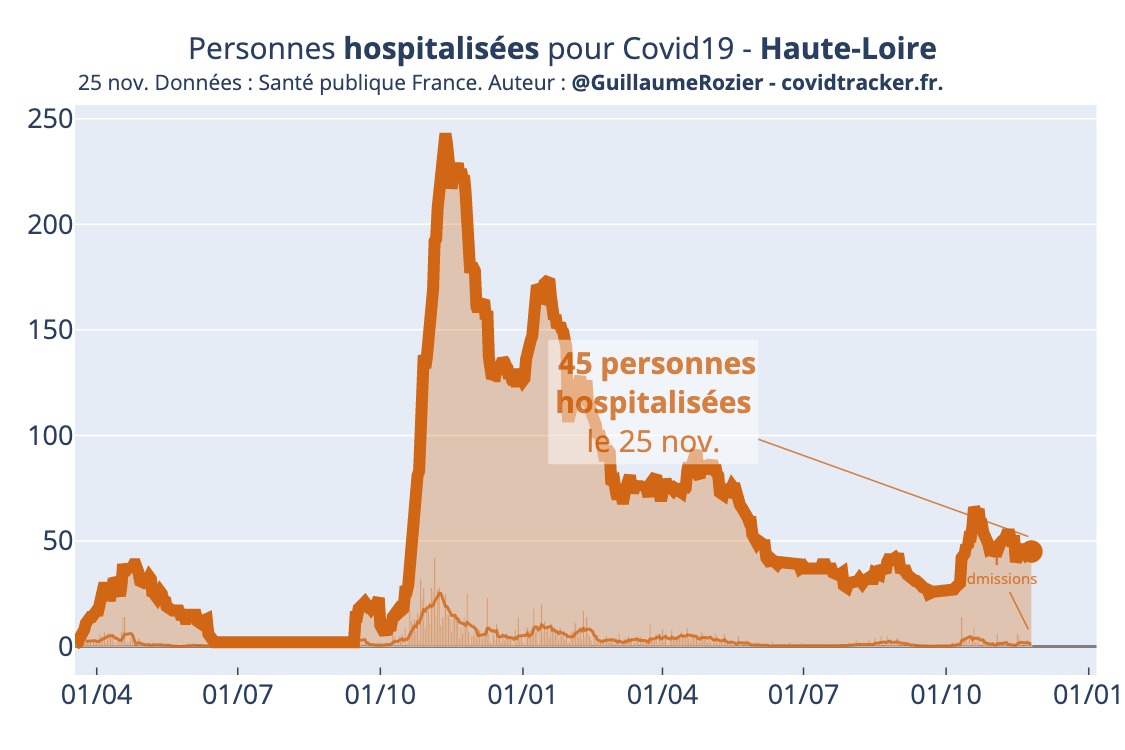 Personnes hospitalisées pour Covid19 - Haute-Loire
25 nov. Données : Santé publique France. Auteur : @GuillaumeRozier - covidtracker.fr.
250
200
150
100
50
0
45 personnes
hospitalisées
le 25 nov.
dmissions
01/04
01/07
01/10
01/01
01/04
01/07
01/10
01/01